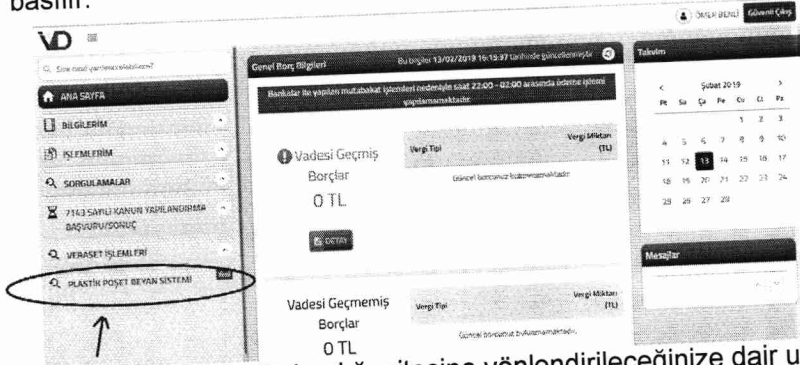 basılır.
ÖMER BENLİ Güvenli Çıkış
VD
Size nasıl yardımcı olabilirim?
ANA SAYFA
BİLGİLERİM
İŞLEMLERİM
SORGULAMALAR
7143 SAYILI KANUN YAPILANDIRMA
BAŞVURU/SONUÇ
VERASET İŞLEMLERİ
PLASTİK POŞET BEYAN SİSTEMİ
Genel Borç Bilgileri Bu bilgiler 13/02/2019 16:15:37 tarihinde güncellenmiştir.
Bankalar ile yapılan mutabakat işlemleri nedeniyle saat 22:00 - 02:00 arasında ödeme işlemi
yapılamamaktadır.
Vadesi Geçmiş
Borçlar
0 TL
DETAY
Vergi Tipi Vergi Miktarı
(TL)
Güncel borcunuz bulunmamaktadır.
Vadesi Geçmemiş
Borçlar
0 TL
Vergi Tipi Vergi Miktarı
(TL)
Güncel borcunuz bulunmamaktadır.
Takvim
< Şubat 2019 >
Pt Sa Ça Pe Cu Ct Pz
1 2 3
4 5 6 7 8 9 10
11 12 13 14 15 16 17
18 19 20 21 22 23 24
25 26 27 28
Mesajlar
sitesine yönlendirileceğinize dair u